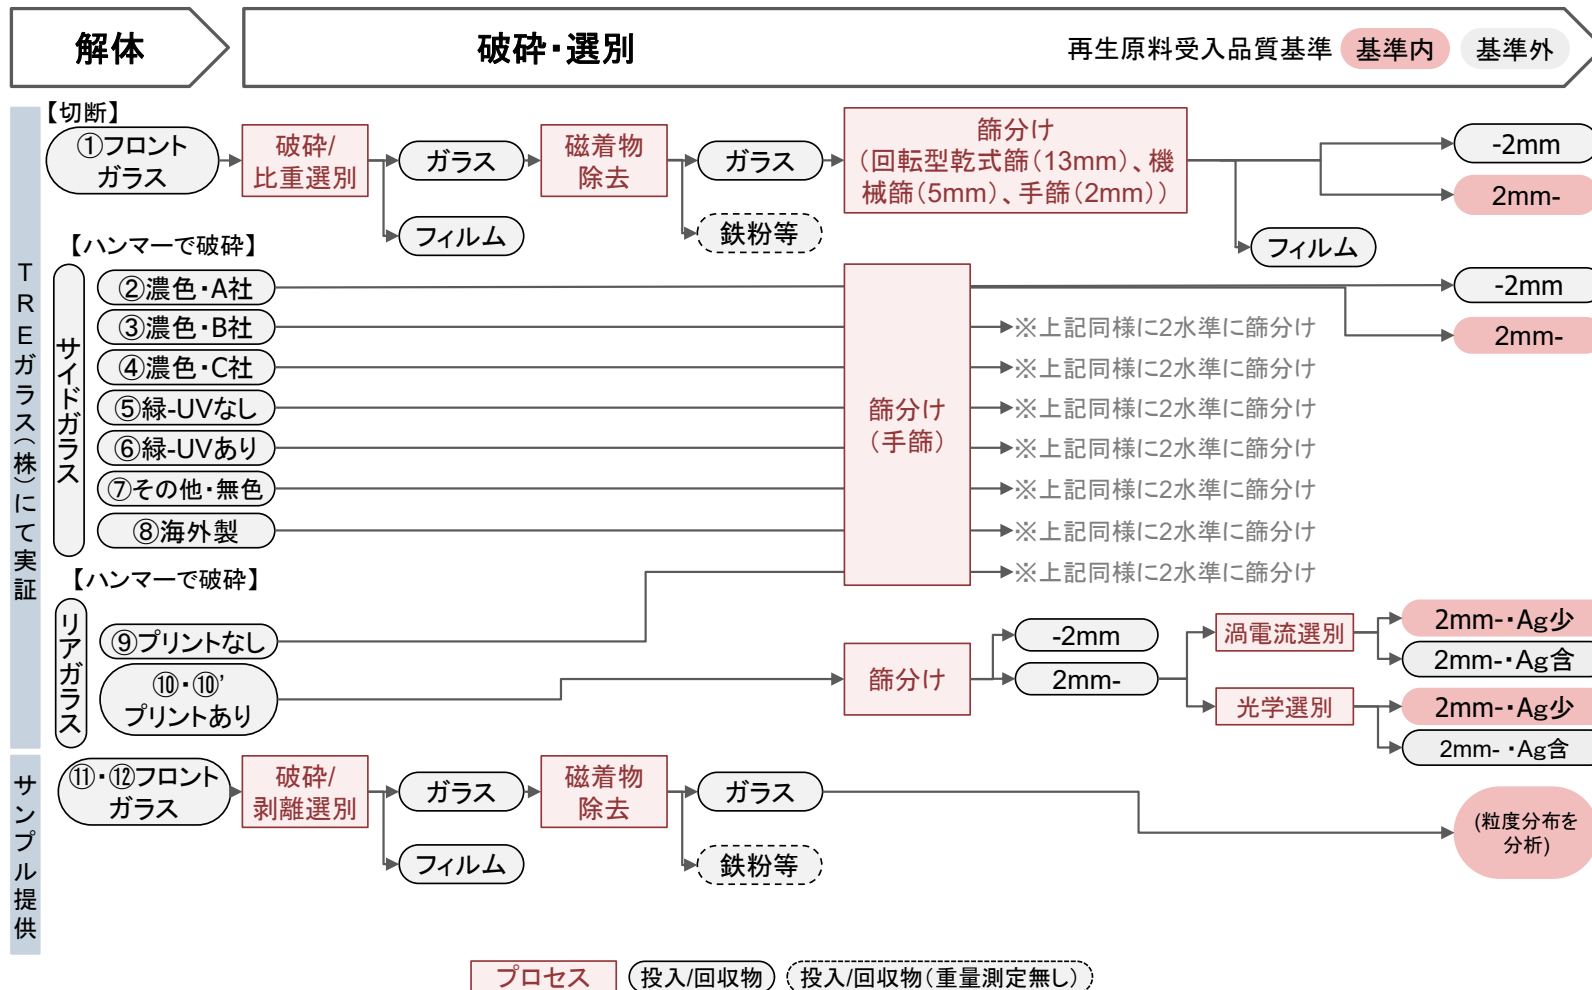 解体
破砕・選別
再生原料受入品質基準
基準内
基準外
TREガラス(株)にて実証
【切断】
①フロント
ガラス
破砕/
比重選別
ガラス
フィルム
磁着物
除去
ガラス
鉄粉等
篩分け
(回転型乾式篩(13mm)、機
械篩(5mm)、手篩(2mm))
フィルム
-2mm
2mm-
【ハンマーで破砕】
サイドガラス
②濃色・A社
③濃色・B社
④濃色・C社
⑤緑-UVなし
⑥緑-UVあり
⑦その他・無色
⑧海外製
篩分け
(手篩)
-2mm
2mm-
※上記同様に2水準に篩分け
※上記同様に2水準に篩分け
※上記同様に2水準に篩分け
※上記同様に2水準に篩分け
※上記同様に2水準に篩分け
※上記同様に2水準に篩分け
※上記同様に2水準に篩分け
【ハンマーで破砕】
リアガラス
⑨プリントなし
⑩・⑩’
プリントあり
篩分け
-2mm
2mm-
渦電流選別
2mm-・Ag少
2mm-・Ag含
光学選別
2mm-・Ag少
2mm-・Ag含
サンプル提供
⑪・⑫フロント
ガラス
破砕/
剥離選別
ガラス
フィルム
磁着物
除去
ガラス
鉄粉等
(粒度分布を
分析)
プロセス
投入/回収物
投入/回収物(重量測定無し)